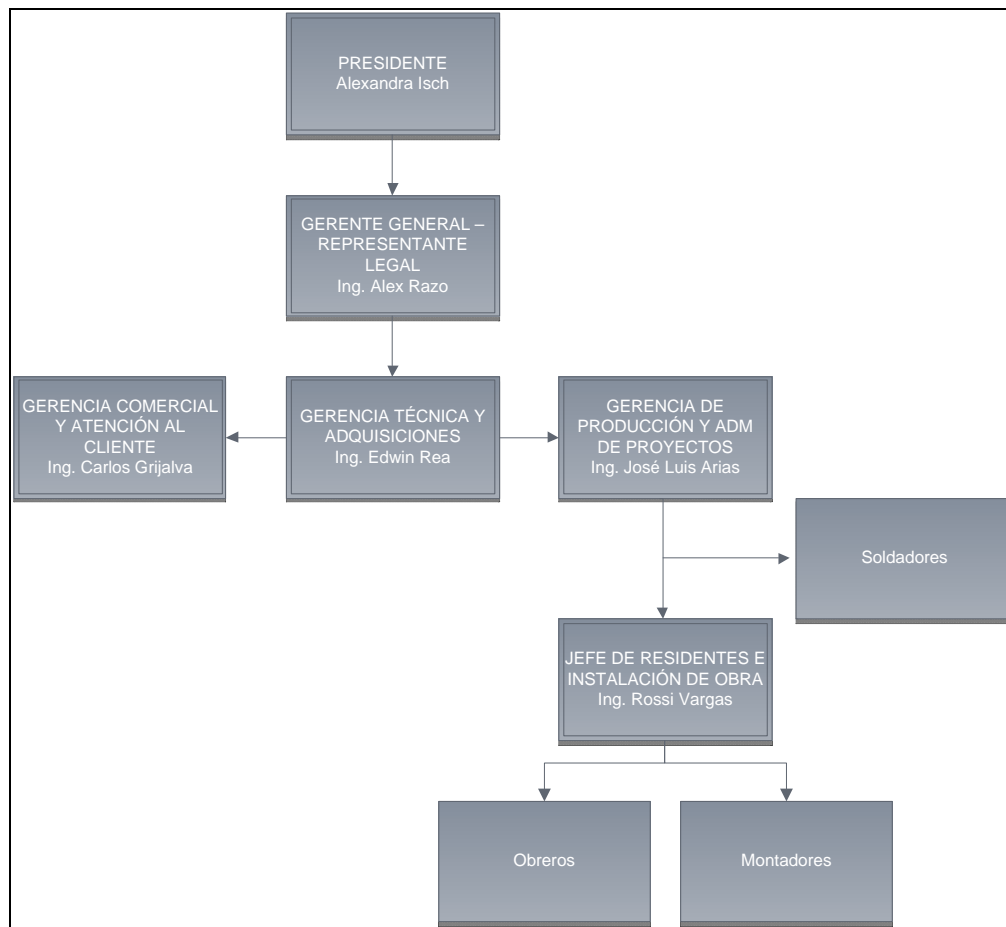 PRESIDENTE
Alexandra Isch
GERENTE GENERAL –
REPRESENTANTE
LEGAL
Ing. Alex Razo
GERENCIA COMERCIAL
Y ATENCIÓN AL
CLIENTE
Ing. Carlos Grijalva
GERENCIA TÉCNICA Y
ADQUISICIONES
Ing. Edwin Rea
GERENCIA DE
PRODUCCIÓN Y ADM
DE PROYECTOS
Ing. José Luis Arias
Soldadores
JEFE DE RESIDENTES E
INSTALACIÓN DE OBRA
Ing. Rossi Vargas
Obreros
Montadores